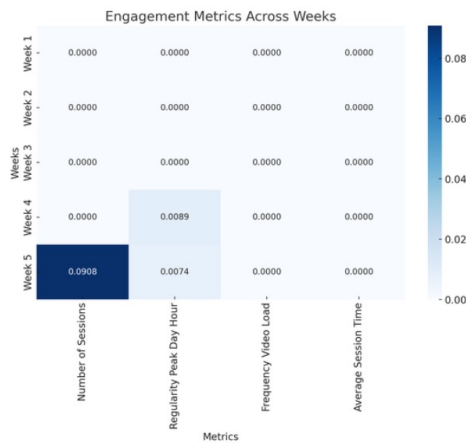 Engagement Metrics Across Weeks
Week 1
0.0000 0.0000 0.0000 0.0000
Week 2
0.0000 0.0000 0.0000 0.0000
Week 3
0.0000 0.0000 0.0000 0.0000
Week 4
0.0000 0.0089 0.0000 0.0000
Week 5
0.0908 0.0074 0.0000 0.0000
Weeks
Number of Sessions
Regularity Peak Day Hour
Frequency Video Load
Average Session Time
Metrics
0.08
0.06
0.04
0.02
0.00